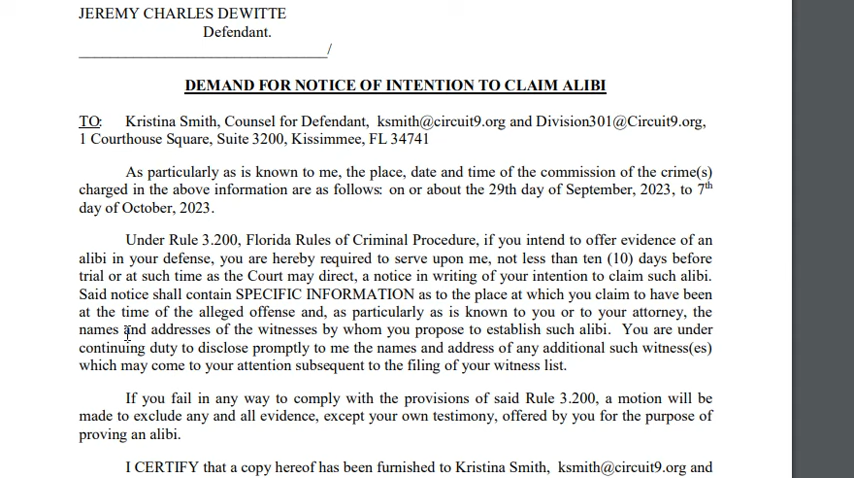 JEREMY CHARLES DEWITTE
Defendant.
_______________________________/
DEMAND FOR NOTICE OF INTENTION TO CLAIM ALIBI
TO: Kristina Smith, Counsel for Defendant, ksmith@circuit9.org and Division301@Circuit9.org,
1 Courthouse Square, Suite 3200, Kissimmee, FL 34741
As particularly as is known to me, the place, date and time of the commission of the crime(s)
charged in the above information are as follows: on or about the 29th day of September, 2023, to 7th
day of October, 2023.
Under Rule 3.200, Florida Rules of Criminal Procedure, if you intend to offer evidence of an
alibi in your defense, you are hereby required to serve upon me, not less than ten (10) days before
trial or at such time as the Court may direct, a notice in writing of your intention to claim such alibi.
Said notice shall contain SPECIFIC INFORMATION as to the place at which you claim to have been
at the time of the alleged offense and, as particularly as is known to you or to your attorney, the
names and addresses of the witnesses by whom you propose to establish such alibi. You are under
continuing duty to disclose promptly to me the names and address of any additional such witness(es)
which may come to your attention subsequent to the filing of your witness list.
If you fail in any way to comply with the provisions of said Rule 3.200, a motion will be
made to exclude any and all evidence, except your own testimony, offered by you for the purpose of
proving an alibi.
I CERTIFY that a copy hereof has been furnished to Kristina Smith, ksmith@circuit9.org and